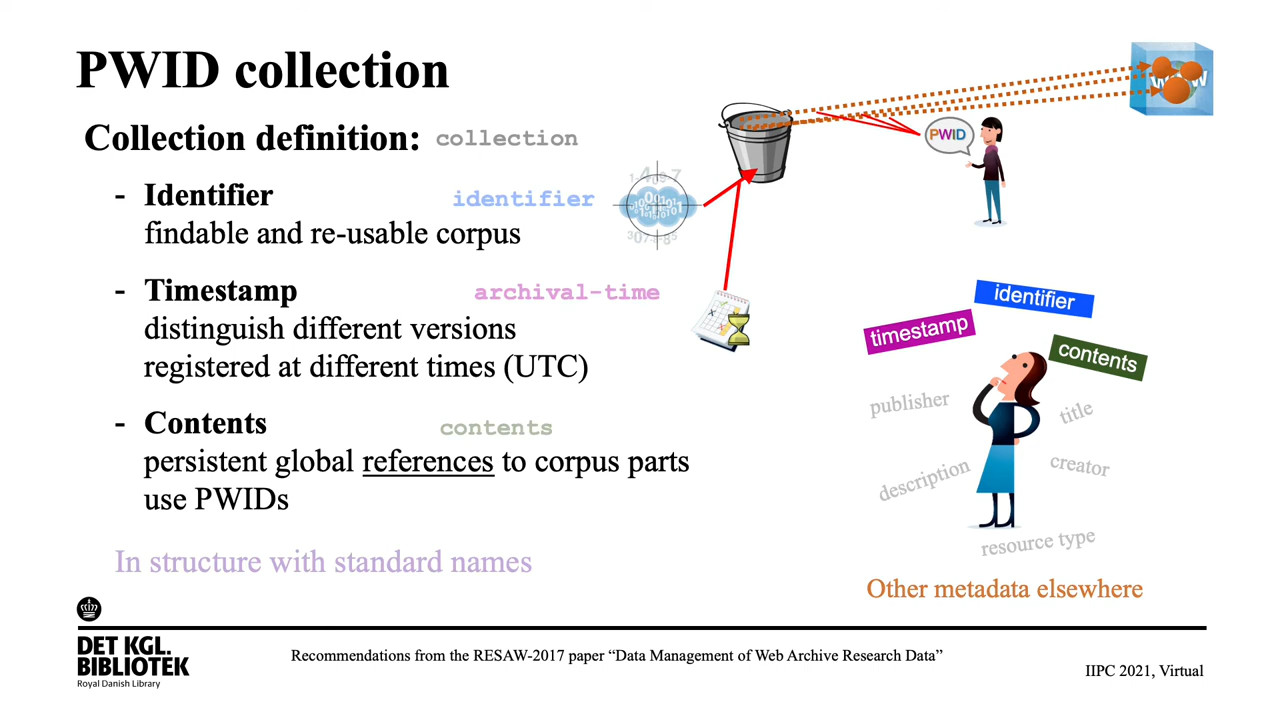 PWID collection
Collection definition: collection
- Identifier identifier
findable and re-usable corpus
- Timestamp archival-time
distinguish different versions
registered at different times (UTC)
- Contents contents
persistent global references to corpus parts
use PWIDs
In structure with standard names
PWID
identifier
timestamp
contents
publisher
title
description
creator
resource type
Other metadata elsewhere
DET KGL.
BIBLIOTEK
Royal Danish Library
Recommendations from the RESAW-2017 paper “Data Management of Web Archive Research Data”
IIPC 2021, Virtual